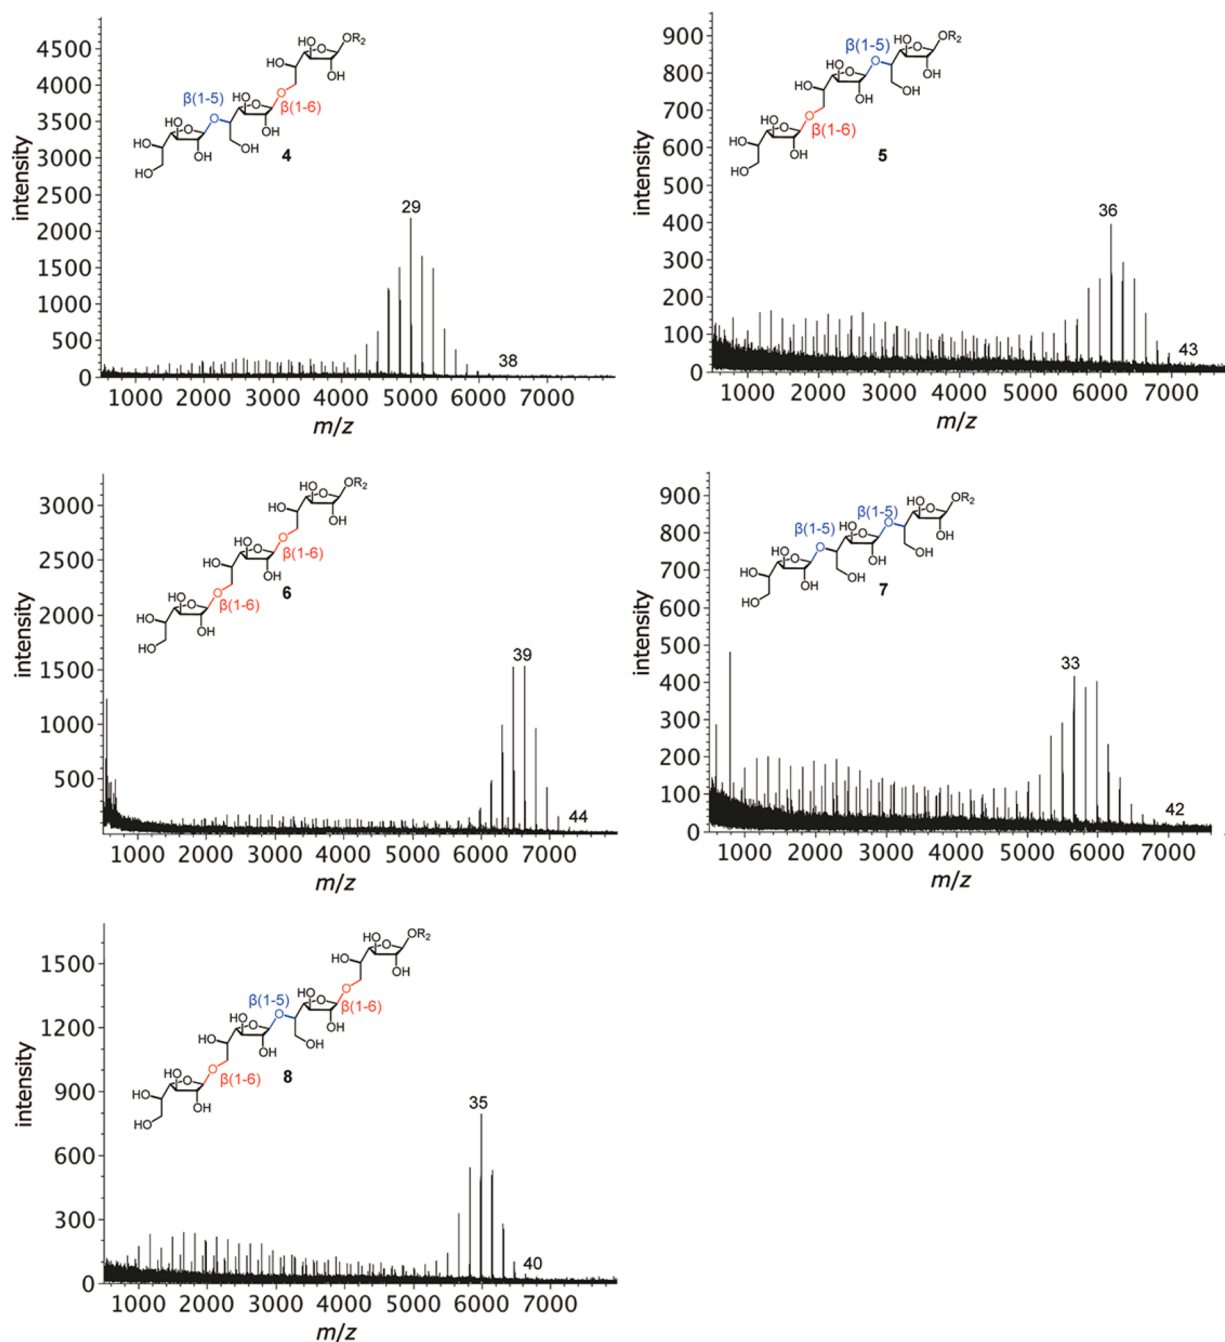 intensity
4500
4000
3500
3000
2500
2000
1500
1000
500
0
1000 2000 3000 4000 5000 6000 7000
m/z
OR₂
HO O
HO OH
O
β(1-5) HO O β(1-6)
HO O O OH
HO OH HO
HO
4
29
38
intensity
900
800
700
600
500
400
300
200
100
0
1000 2000 3000 4000 5000 6000 7000
m/z
OR₂
β(1-5) HO O
O OH
HO O HO
HO OH
O
HO O β(1-6)
HO OH
HO
5
36
43
intensity
3000
2500
2000
1500
1000
500
0
1000 2000 3000 4000 5000 6000 7000
m/z
OR₂
HO O
HO OH
O
HO O β(1-6)
HO OH
O
HO O β(1-6)
HO OH
HO
6
39
44
intensity
900
800
700
600
500
400
300
200
100
0
1000 2000 3000 4000 5000 6000 7000
m/z
OR₂
β(1-5) HO O
O OH
β(1-5) HO O HO
HO O O OH
HO OH HO
HO
7
33
42
intensity
1500
1200
900
600
300
0
1000 2000 3000 4000 5000 6000 7000
m/z
OR₂
HO O
HO OH
O
β(1-5) HO O β(1-6)
HO O O OH
HO OH HO
O
HO O β(1-6)
HO OH
HO
8
35
40